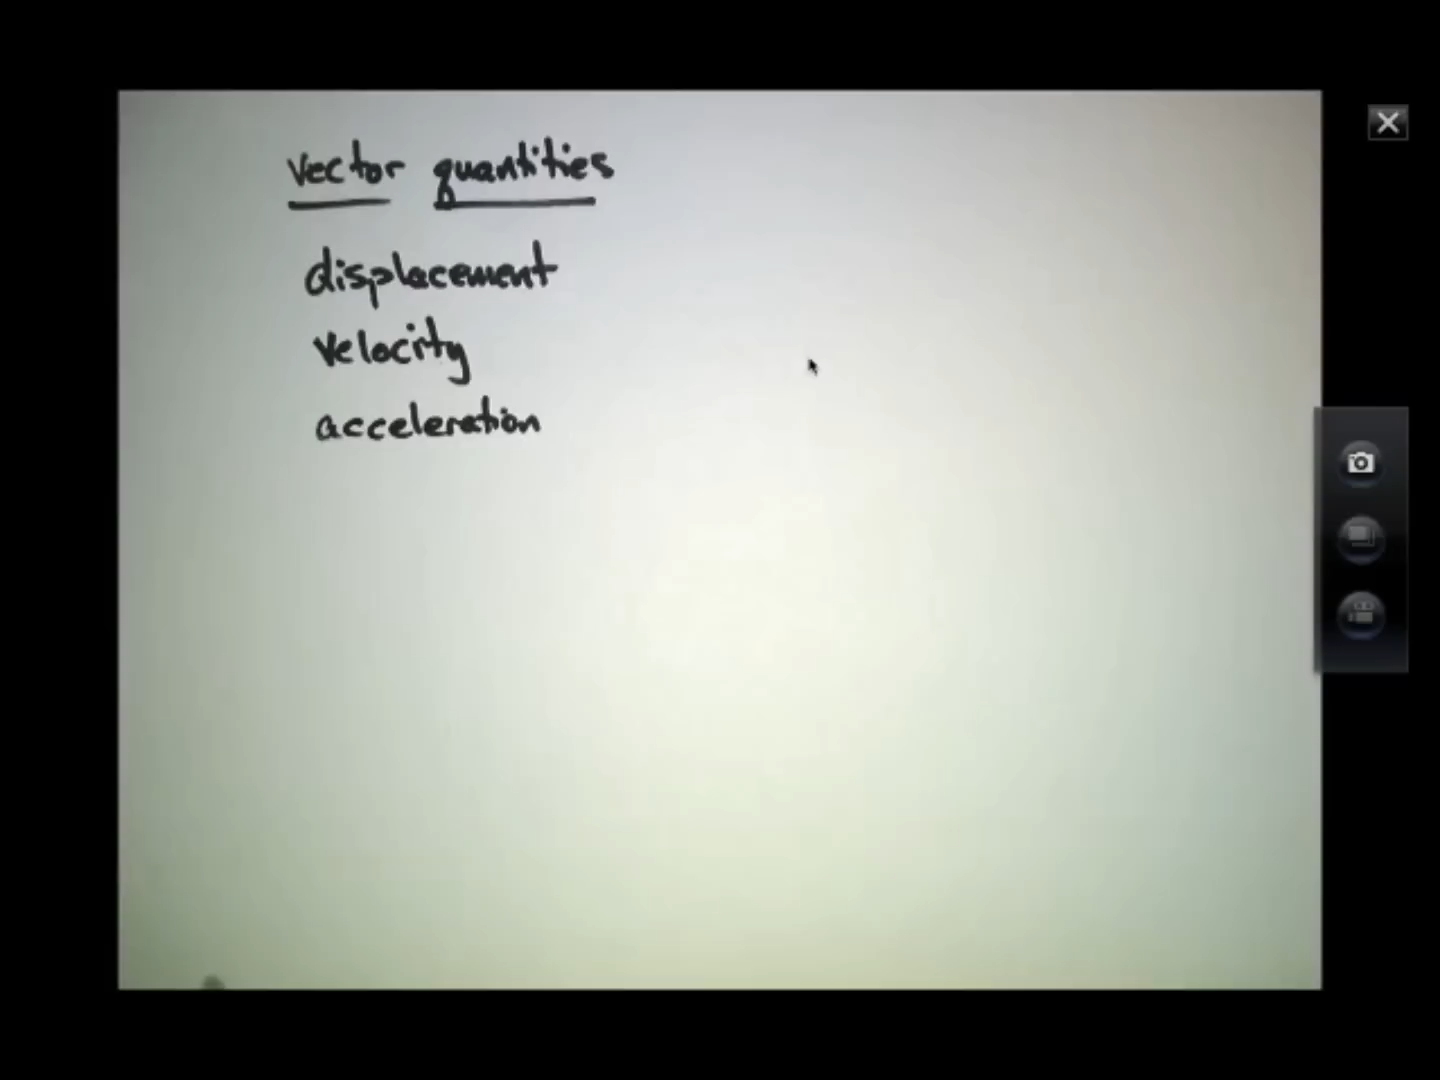 vector quantities
displacement
velocity
acceleration